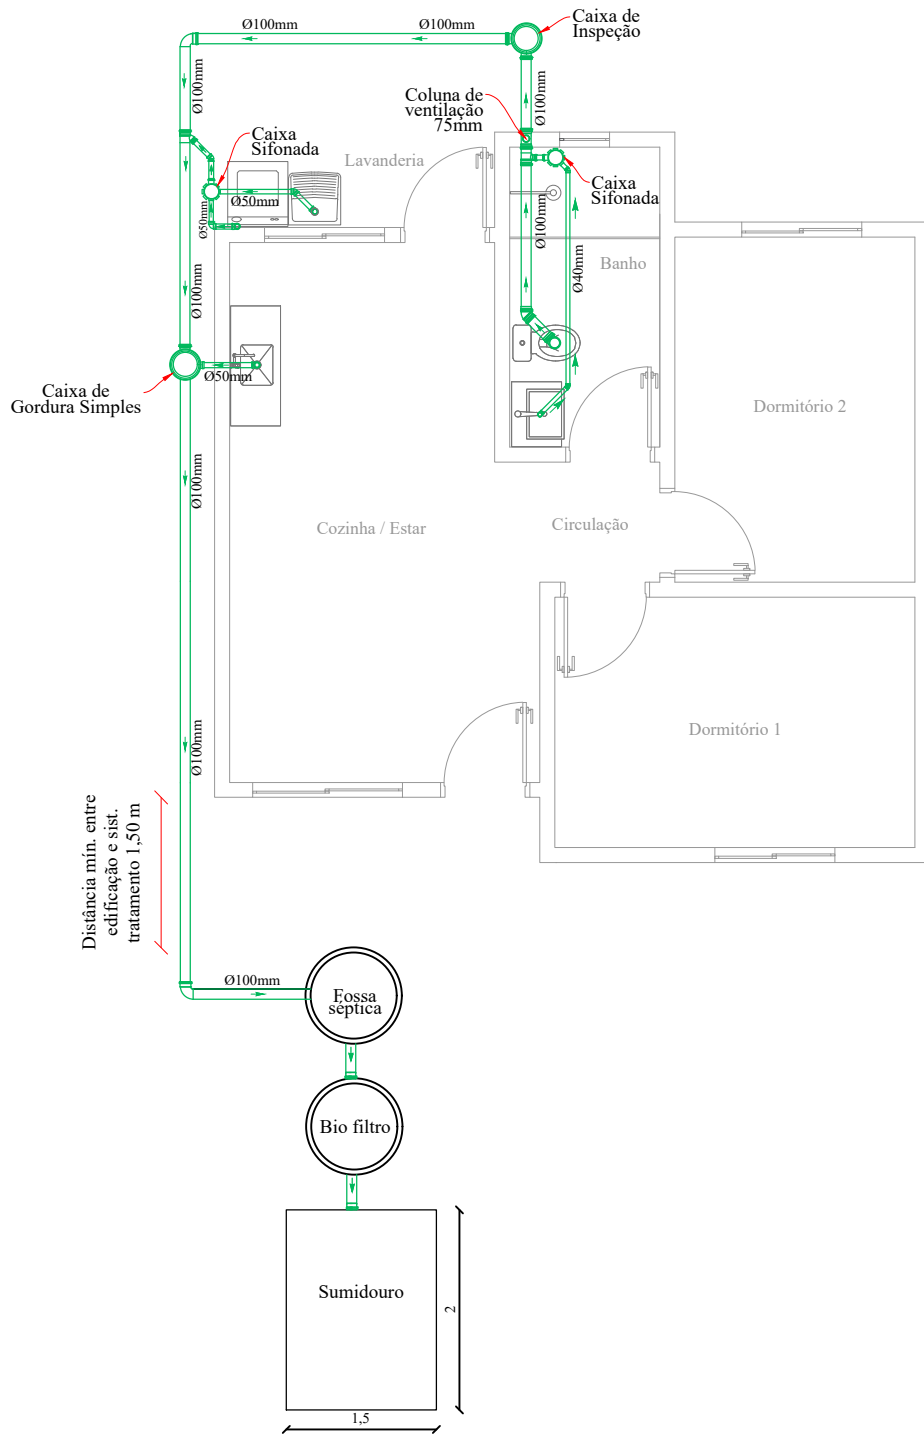 Ø100mm
Ø100mm
Caixa de
Inspeção
Ø100mm
Ø100mm
Coluna de
ventilação
75mm
Caixa
Sifonada
Lavanderia
Caixa
Sifonada
Ø50mm
Ø50mm
Ø100mm
Ø40mm
Banho
Ø100mm
Caixa de
Gordura Simples
Ø50mm
Dormitório 2
Ø100mm
Cozinha / Estar
Circulação
Dormitório 1
Ø100mm
Distância mín. entre
edificação e sist.
tratamento 1,50 m
Ø100mm
Fossa
séptica
Bio filtro
Sumidouro
2
1,5